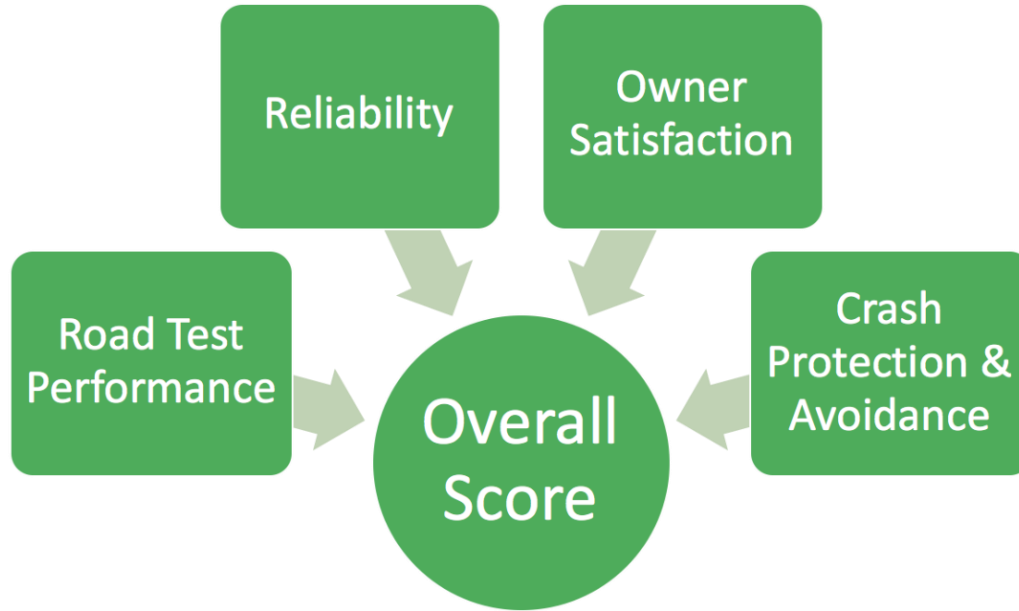 Reliability
Owner
Satisfaction
Road Test
Performance
Crash
Protection &
Avoidance
Overall
Score